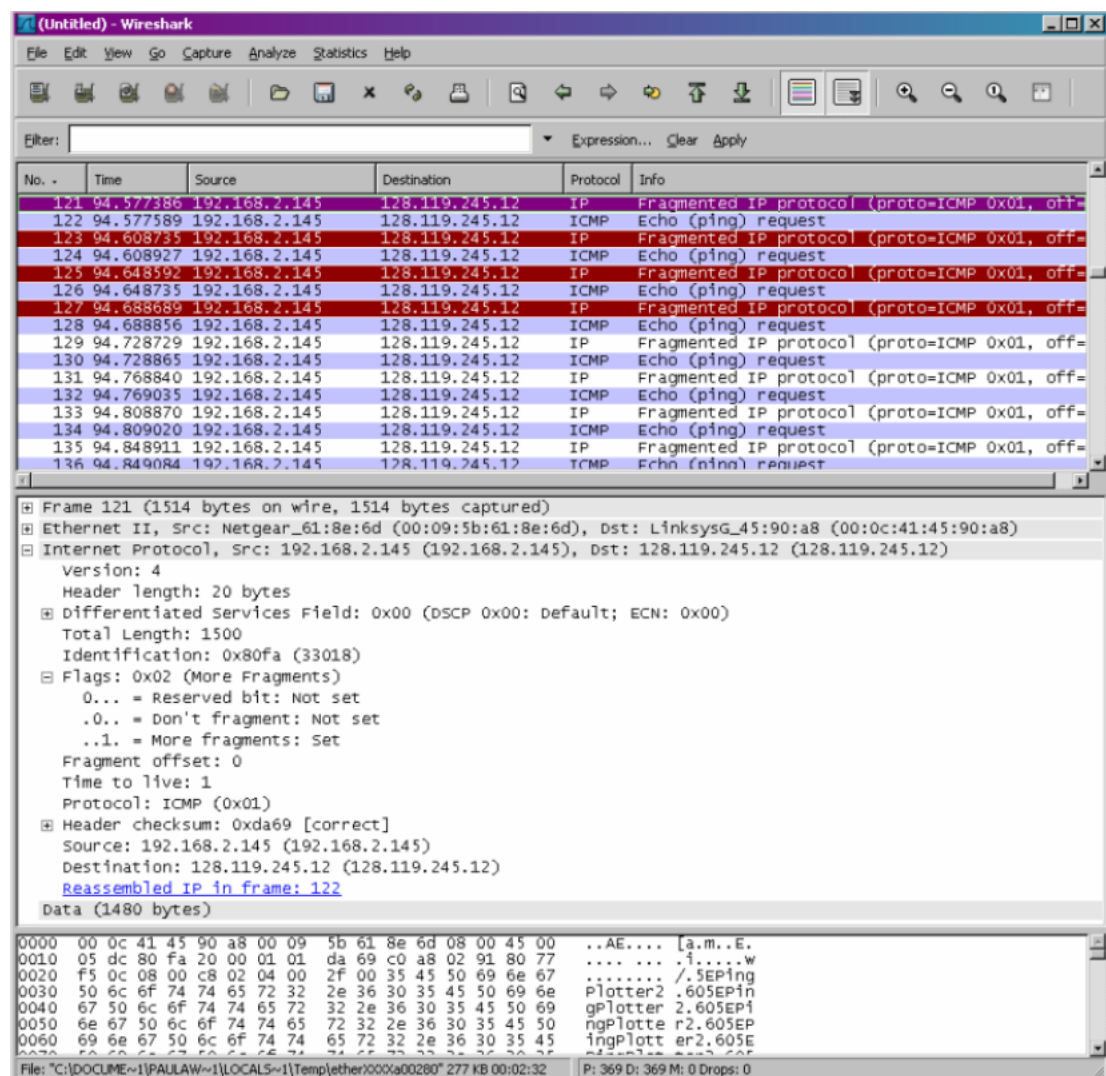 (Untitled) - Wireshark
File Edit View Go Capture Analyze Statistics Help
Filter: Expression... Clear Apply
No. Time Source Destination Protocol Info
121 94.577386 192.168.2.145 128.119.245.12 IP Fragmented IP protocol (proto=ICMP 0x01, off=
122 94.577589 192.168.2.145 128.119.245.12 ICMP Echo (ping) request
123 94.608735 192.168.2.145 128.119.245.12 IP Fragmented IP protocol (proto=ICMP 0x01, off=
124 94.608927 192.168.2.145 128.119.245.12 ICMP Echo (ping) request
125 94.648592 192.168.2.145 128.119.245.12 IP Fragmented IP protocol (proto=ICMP 0x01, off=
126 94.648735 192.168.2.145 128.119.245.12 ICMP Echo (ping) request
127 94.688689 192.168.2.145 128.119.245.12 IP Fragmented IP protocol (proto=ICMP 0x01, off=
128 94.688856 192.168.2.145 128.119.245.12 ICMP Echo (ping) request
129 94.728729 192.168.2.145 128.119.245.12 IP Fragmented IP protocol (proto=ICMP 0x01, off=
130 94.728865 192.168.2.145 128.119.245.12 ICMP Echo (ping) request
131 94.768840 192.168.2.145 128.119.245.12 IP Fragmented IP protocol (proto=ICMP 0x01, off=
132 94.769035 192.168.2.145 128.119.245.12 ICMP Echo (ping) request
133 94.808870 192.168.2.145 128.119.245.12 IP Fragmented IP protocol (proto=ICMP 0x01, off=
134 94.809020 192.168.2.145 128.119.245.12 ICMP Echo (ping) request
135 94.848911 192.168.2.145 128.119.245.12 IP Fragmented IP protocol (proto=ICMP 0x01, off=
136 94.849084 192.168.2.145 128.119.245.12 ICMP Echo (ping) request
Frame 121 (1514 bytes on wire, 1514 bytes captured)
Ethernet II, Src: Netgear_61:8e:6d (00:09:5b:61:8e:6d), Dst: LinksysG_45:90:a8 (00:0c:41:45:90:a8)
Internet Protocol, Src: 192.168.2.145 (192.168.2.145), Dst: 128.119.245.12 (128.119.245.12)
Version: 4
Header length: 20 bytes
Differentiated Services Field: 0x00 (DSCP 0x00: Default; ECN: 0x00)
Total Length: 1500
Identification: 0x80fa (33018)
Flags: 0x02 (More Fragments)
0... = Reserved bit: Not set
.0.. = Don't fragment: Not set
..1. = More fragments: Set
Fragment offset: 0
Time to live: 1
Protocol: ICMP (0x01)
Header checksum: 0xda69 [correct]
Source: 192.168.2.145 (192.168.2.145)
Destination: 128.119.245.12 (128.119.245.12)
Reassembled IP in frame: 122
Data (1480 bytes)
0000 00 0c 41 45 90 a8 00 09 5b 61 8e 6d 08 00 45 00 ..AE.... [a.m..E.
0010 05 dc 80 fa 20 00 01 01 da 69 c0 a8 02 91 80 77 .... ... .i.....w
0020 f5 0c 08 00 c8 02 04 00 2f 00 35 45 50 69 6e 67 ........ /.5EPing
0030 50 6c 6f 74 74 65 72 32 2e 36 30 35 45 50 69 6e Plotter2 .605EPin
0040 67 50 6c 6f 74 74 65 72 32 2e 36 30 35 45 50 69 gPlotter 2.605EPi
0050 6e 67 50 6c 6f 74 74 65 72 32 2e 36 30 35 45 50 ngPlotte r2.605EP
0060 69 6e 67 50 6c 6f 74 74 65 72 32 2e 36 30 35 45 ingPlott er2.605E
File: "C:\DOCUME~1\PAULAW~1\LOCALS~1\Temp\etherXXXXa00280" 277 KB 00:02:32 P: 369 D: 369 M: 0 Drops: 0